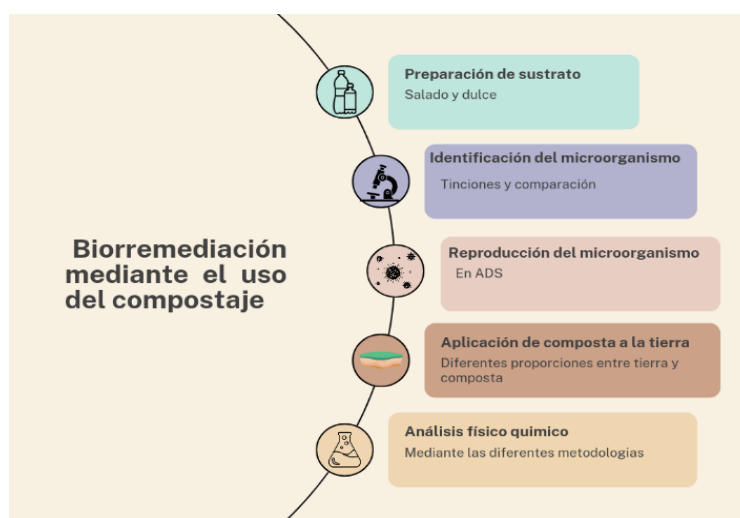 Biorremediación
mediante el uso
del compostaje
Preparación de sustrato
Salado y dulce
Identificación del microorganismo
Tinciones y comparación
Reproducción del microorganismo
En ADS
Aplicación de composta a la tierra
Diferentes proporciones entre tierra y
composta
Análisis físico quimico
Mediante las diferentes metodologias